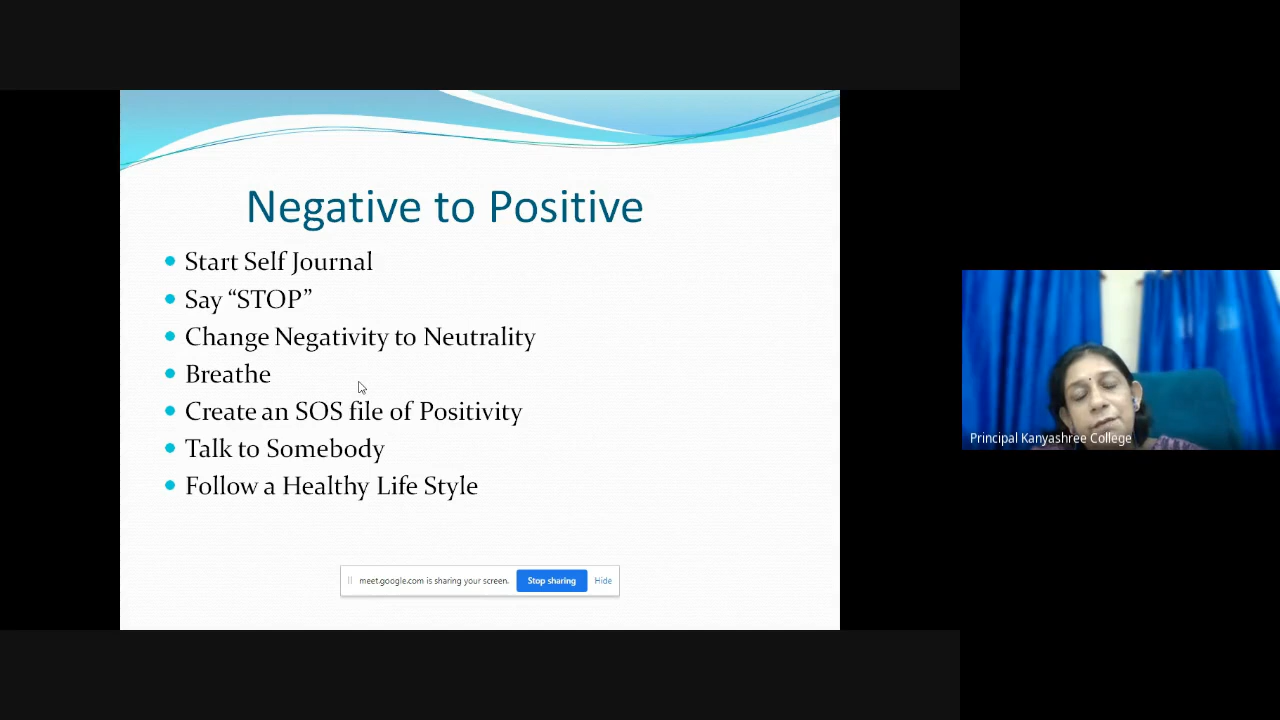 Negative to Positive
Start Self Journal
Say “STOP”
Change Negativity to Neutrality
Breathe
Create an SOS file of Positivity
Talk to Somebody
Follow a Healthy Life Style
meet.google.com is sharing your screen. Stop sharing Hide
Principal Kanyashree College